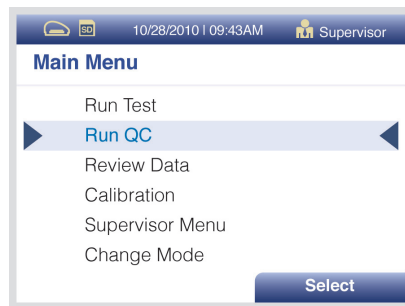 SD 10/28/2010 | 09:43AM Supervisor
Main Menu
Run Test
Run QC
Review Data
Calibration
Supervisor Menu
Change Mode
Select